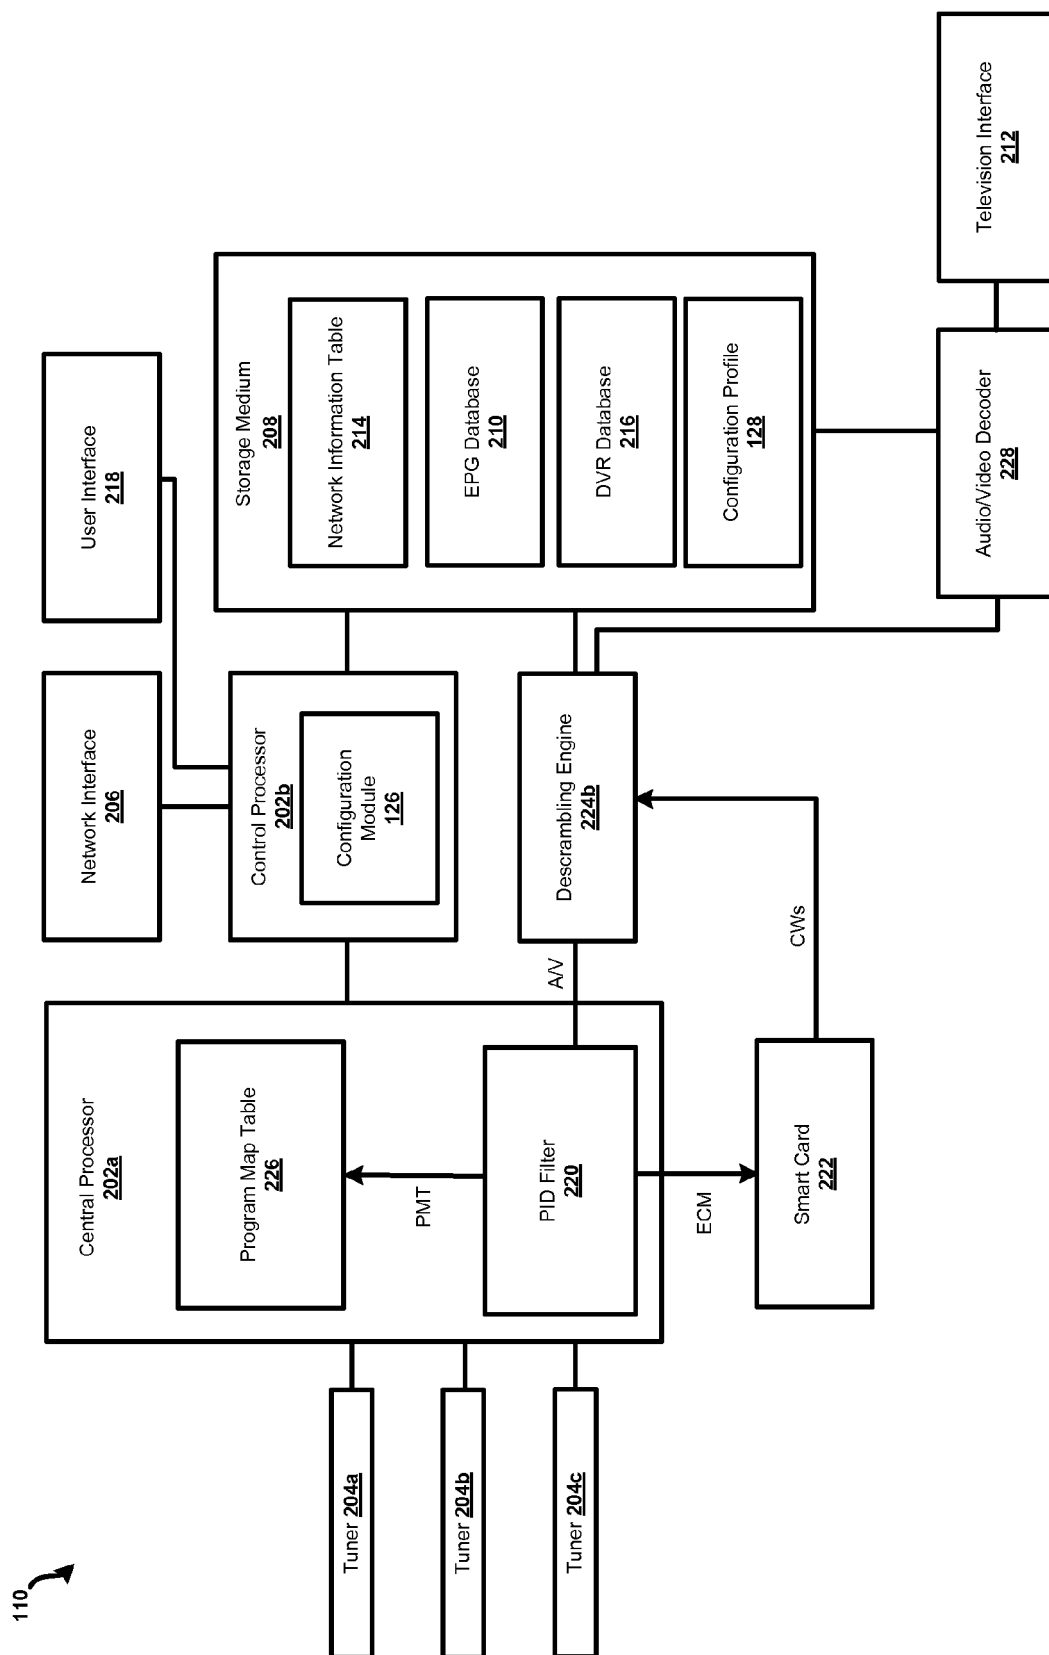 110
Tuner 204a
Tuner 204b
Tuner 204c
Central Processor
202a
Program Map Table
226
PMT
PID Filter
220
ECM
Smart Card
222
A/V
CWs
Network Interface
206
User Interface
218
Control Processor
202b
Configuration
Module
126
Descrambling Engine
224b
Storage Medium
208
Network Information Table
214
EPG Database
210
DVR Database
216
Configuration Profile
128
Audio/Video Decoder
228
Television Interface
212